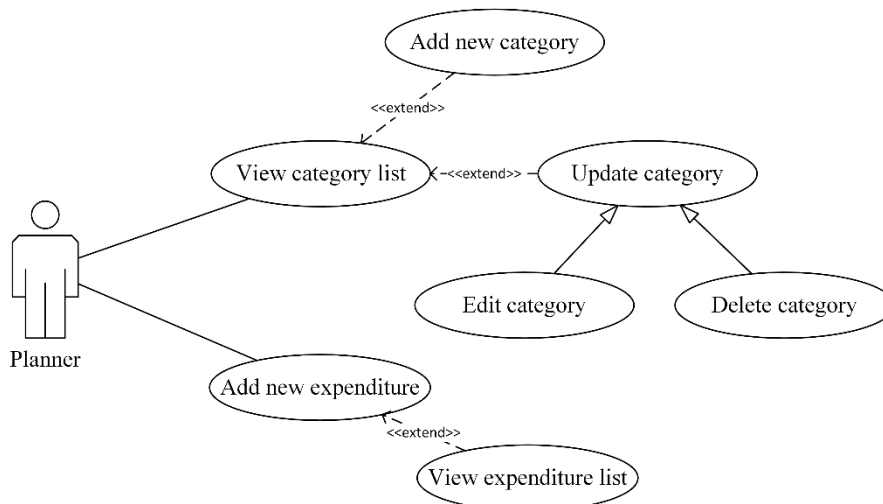 Add new category
<<extend>>
View category list
<<extend>>
Update category
Edit category
Delete category
Planner
Add new expenditure
<<extend>>
View expenditure list